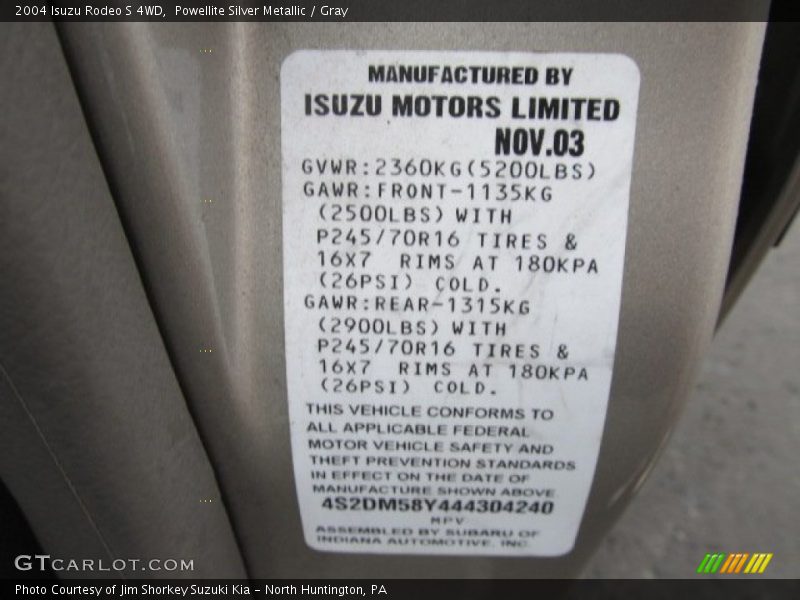 2004 Isuzu Rodeo S 4WD,  Powellite Silver Metallic / Gray
MANUFACTURED BY
ISUZU MOTORS LIMITED
NOV.03
GVWR:2360KG(5200LBS)
GAWR:FRONT-1135KG
(2500LBS) WITH
P245/70R16 TIRES &
16X7 RIMS AT 180KPA
(26PSI) COLD.
GAWR:REAR-1315KG
(2900LBS) WITH
P245/70R16 TIRES &
16X7 RIMS AT 180KPA
(26PSI) COLD.
THIS VEHICLE CONFORMS TO
ALL APPLICABLE FEDERAL
MOTOR VEHICLE SAFETY AND
THEFT PREVENTION STANDARDS
IN EFFECT ON THE DATE OF
MANUFACTURE SHOWN ABOVE
4S2DM58Y444304240
MPV
ASSEMBLED BY SUBARU OF
INDIANA AUTOMOTIVE. INC.
GTCARLOT.COM
Photo Courtesy of Jim Shorkey Suzuki Kia - North Huntington, PA